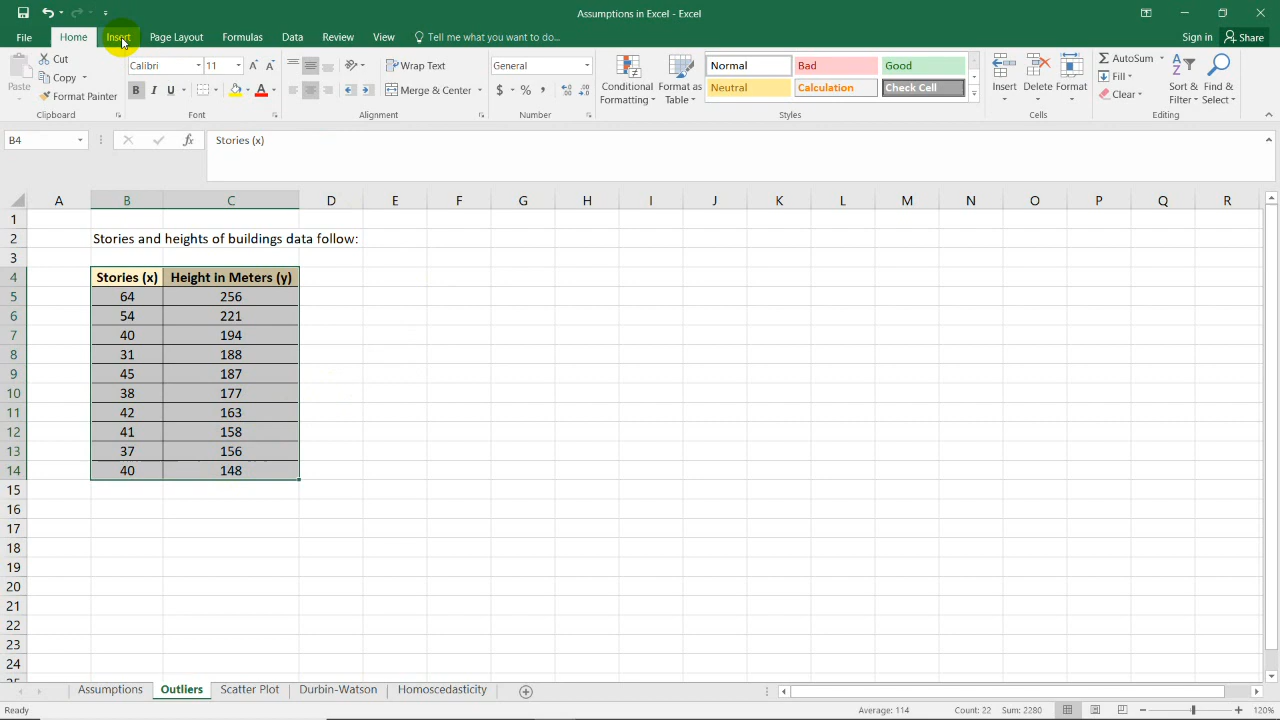 Assumptions in Excel - Excel
File Home Insert Page Layout Formulas Data Review View Tell me what you want to do... Sign in Share
Paste Cut Calibri 11 A A Wrap Text General Normal Bad Good AutoSum
Copy Conditional Formatting Format as Table Insert Delete Format Fill Sort & Filter Find & Select
Format Painter B I U A Merge & Center $ % , Neutral Calculation Check Cell Clear
Clipboard Font Alignment Number Styles Cells Editing
B4 fx Stories (x)
A B C D E F G H I J K L M N O P Q R
1
2 Stories and heights of buildings data follow:
3
4 Stories (x) Height in Meters (y)
5 64 256
6 54 221
7 40 194
8 31 188
9 45 187
10 38 177
11 42 163
12 41 158
13 37 156
14 40 148
15
16
17
18
19
20
21
22
23
24
Assumptions Outliers Scatter Plot Durbin-Watson Homoscedasticity
Ready Average: 114 Count: 22 Sum: 2280 120%